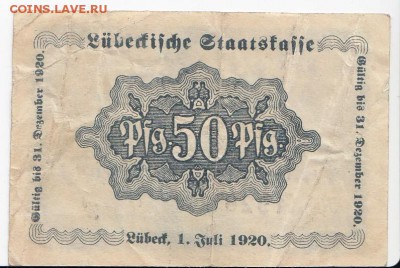 COINS.LAVE.RU
Lübeckische Staatskasse
Gültig bis 31. Dezember 1920.
Pfg. 50 Pfg.
Gültig bis 31. Dezember 1920.
Lübeck, 1. Juli 1920.